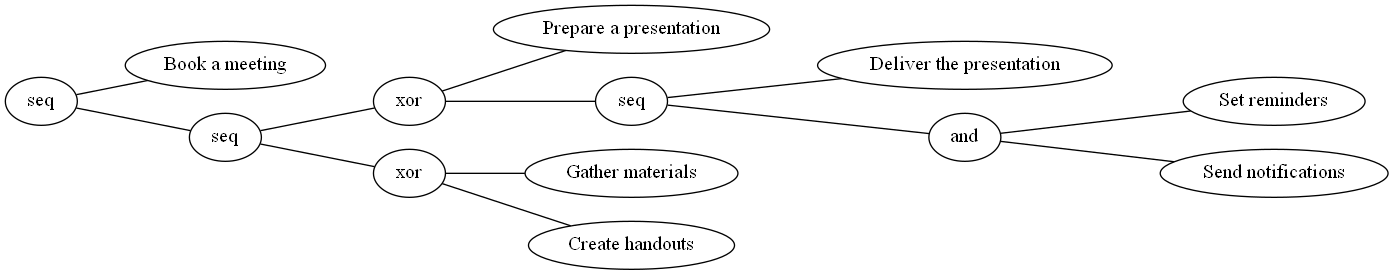 Prepare a presentation
Book a meeting
Deliver the presentation
seq
xor
seq
Set reminders
seq
and
xor
Gather materials
Send notifications
Create handouts